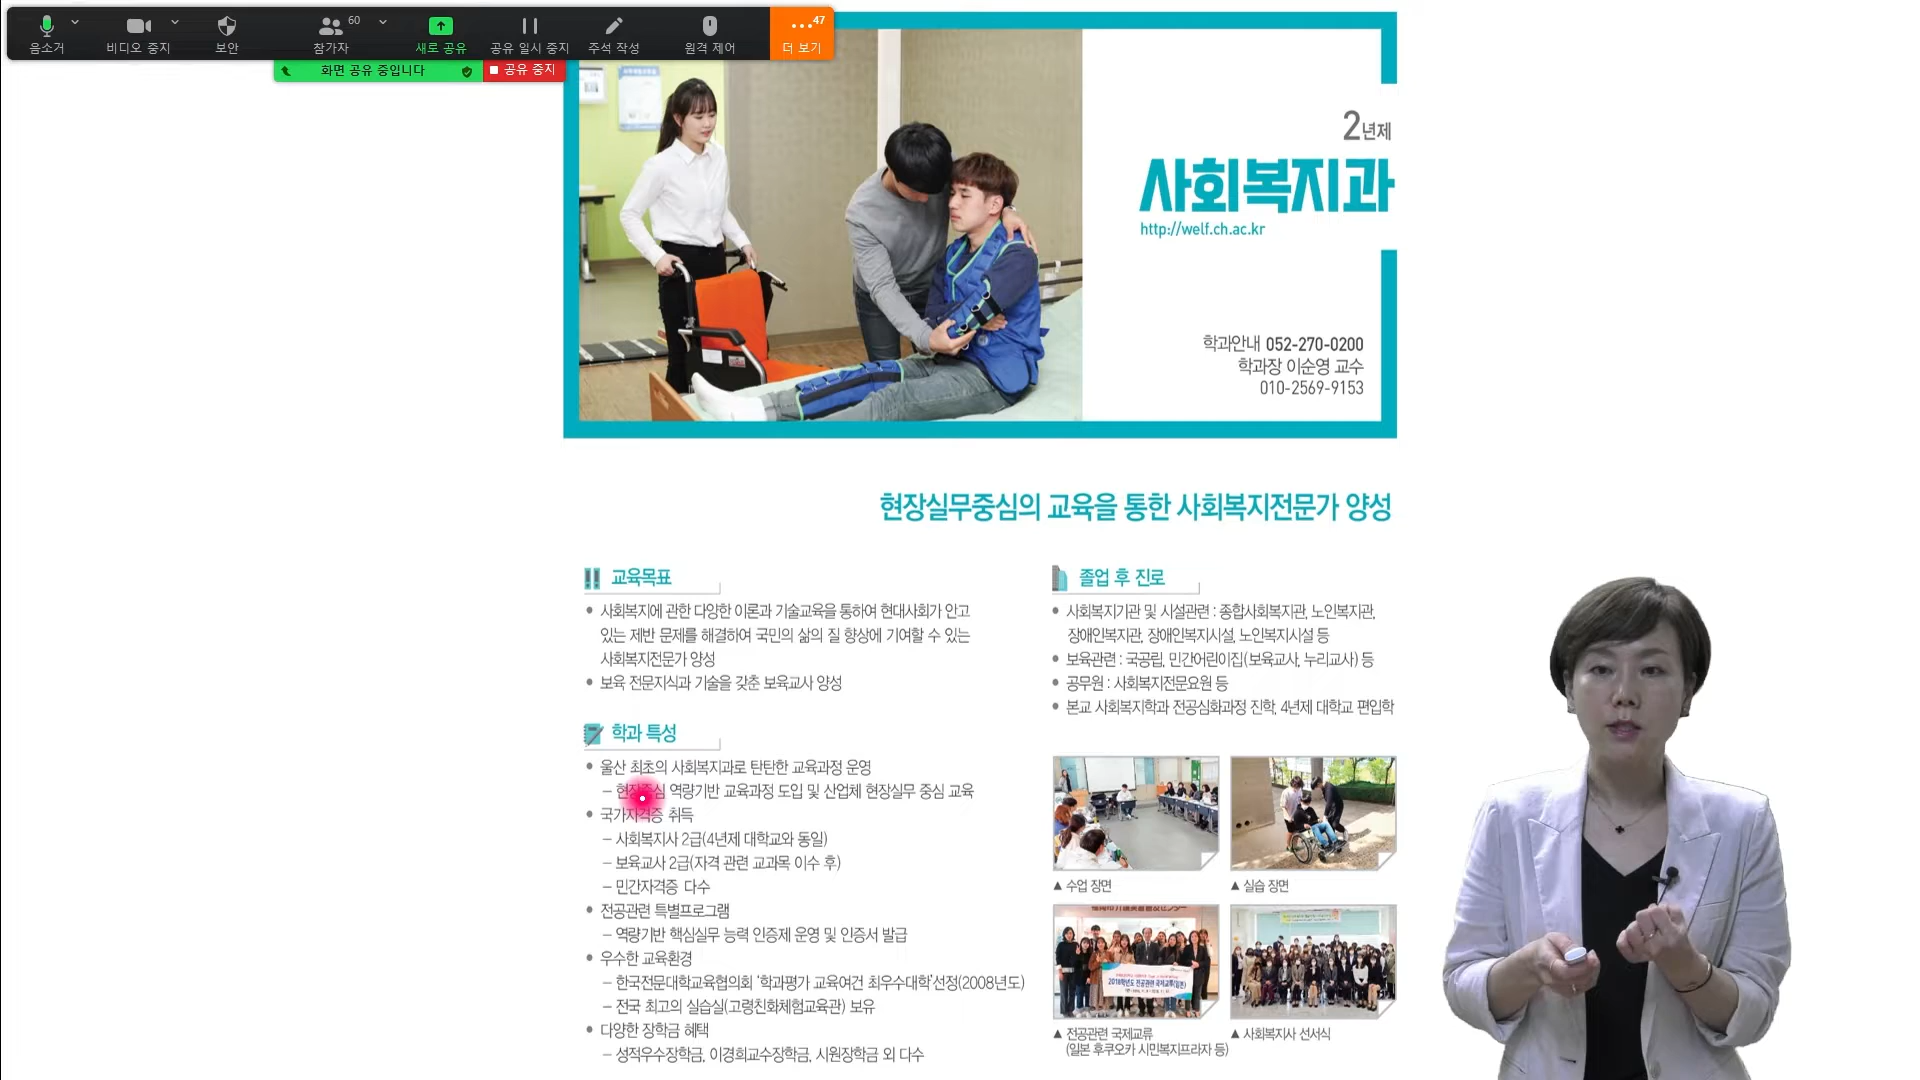 음소거
비디오 중지
보안
참가자
60
새로 공유
공유 일시 중지
주석 작성
원격 제어
47
더 보기
화면 공유 중입니다
공유 중지
2년제
사회복지과
http://welf.ch.ac.kr
학과안내 052-270-0200
학과장 이순영 교수
010-2569-9153
현장실무중심의 교육을 통한 사회복지전문가 양성
교육목표
• 사회복지에 관한 다양한 이론과 기술교육을 통하여 현대사회가 안고
있는 제반 문제를 해결하여 국민의 삶의 질 향상에 기여할 수 있는
사회복지전문가 양성
• 보육 전문지식과 기술을 갖춘 보육교사 양성
학과 특성
• 울산 최초의 사회복지과로 탄탄한 교육과정 운영
– 현장중심 역량기반 교육과정 도입 및 산업체 현장실무 중심 교육
• 국가자격증 취득
– 사회복지사 2급(4년제 대학교와 동일)
– 보육교사 2급(자격 관련 교과목 이수 후)
– 민간자격증 다수
• 전공관련 특별프로그램
– 역량기반 핵심실무 능력 인증제 운영 및 인증서 발급
• 우수한 교육환경
– 한국전문대학교육협의회 '학과평가 교육여건 최우수대학'선정(2008년도)
– 전국 최고의 실습실(고령친화체험교육관) 보유
• 다양한 장학금 혜택
– 성적우수장학금, 이경희교수장학금, 시원장학금 외 다수
졸업 후 진로
• 사회복지기관 및 시설관련 : 종합사회복지관, 노인복지관,
장애인복지관, 장애인복지시설, 노인복지시설 등
• 보육관련 : 국공립, 민간어린이집(보육교사, 누리교사) 등
• 공무원 : 사회복지전문요원 등
• 본교 사회복지학과 전공심화과정 진학, 4년제 대학교 편입학
▲ 수업 장면
▲ 실습 장면
2018학년도 전공관련 국제교류(일본)
▲ 전공관련 국제교류
(일본 후쿠오카 시민복지프라자 등)
▲ 사회복지사 선서식